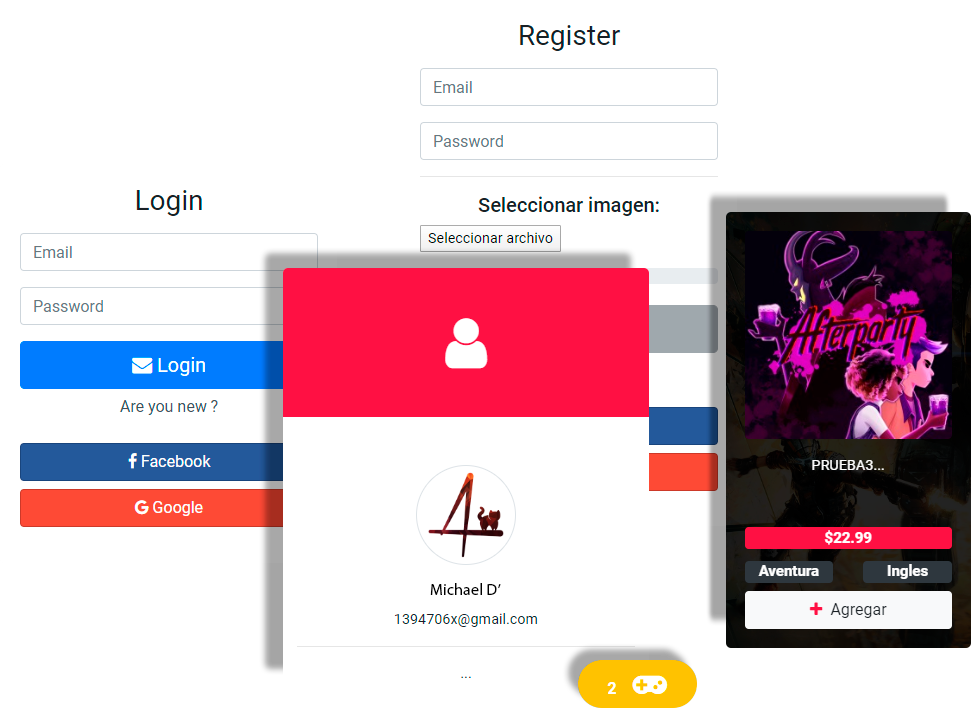 Register
Email
Password
Seleccionar imagen:
Seleccionar archivo
Login
Email
Password
Login
Are you new ?
Facebook
G Google
Michael D’
1394706x@gmail.com
...
2
Afterparty
PRUEBA3...
$22.99
Aventura
Ingles
+ Agregar